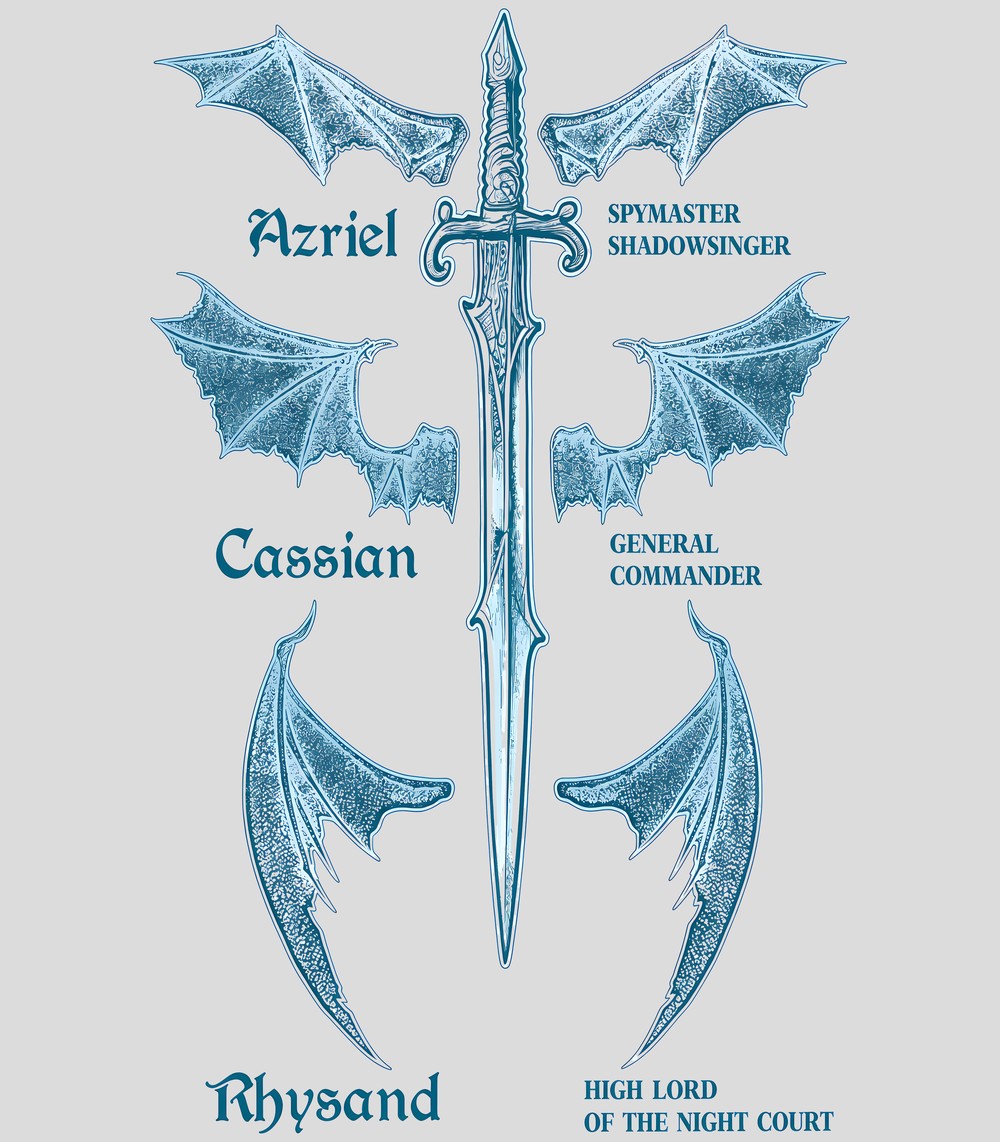 Azriel
SPYMASTER
SHADOWSINGER
Cassian
GENERAL
COMMANDER
Rhysand
HIGH LORD
OF THE NIGHT COURT